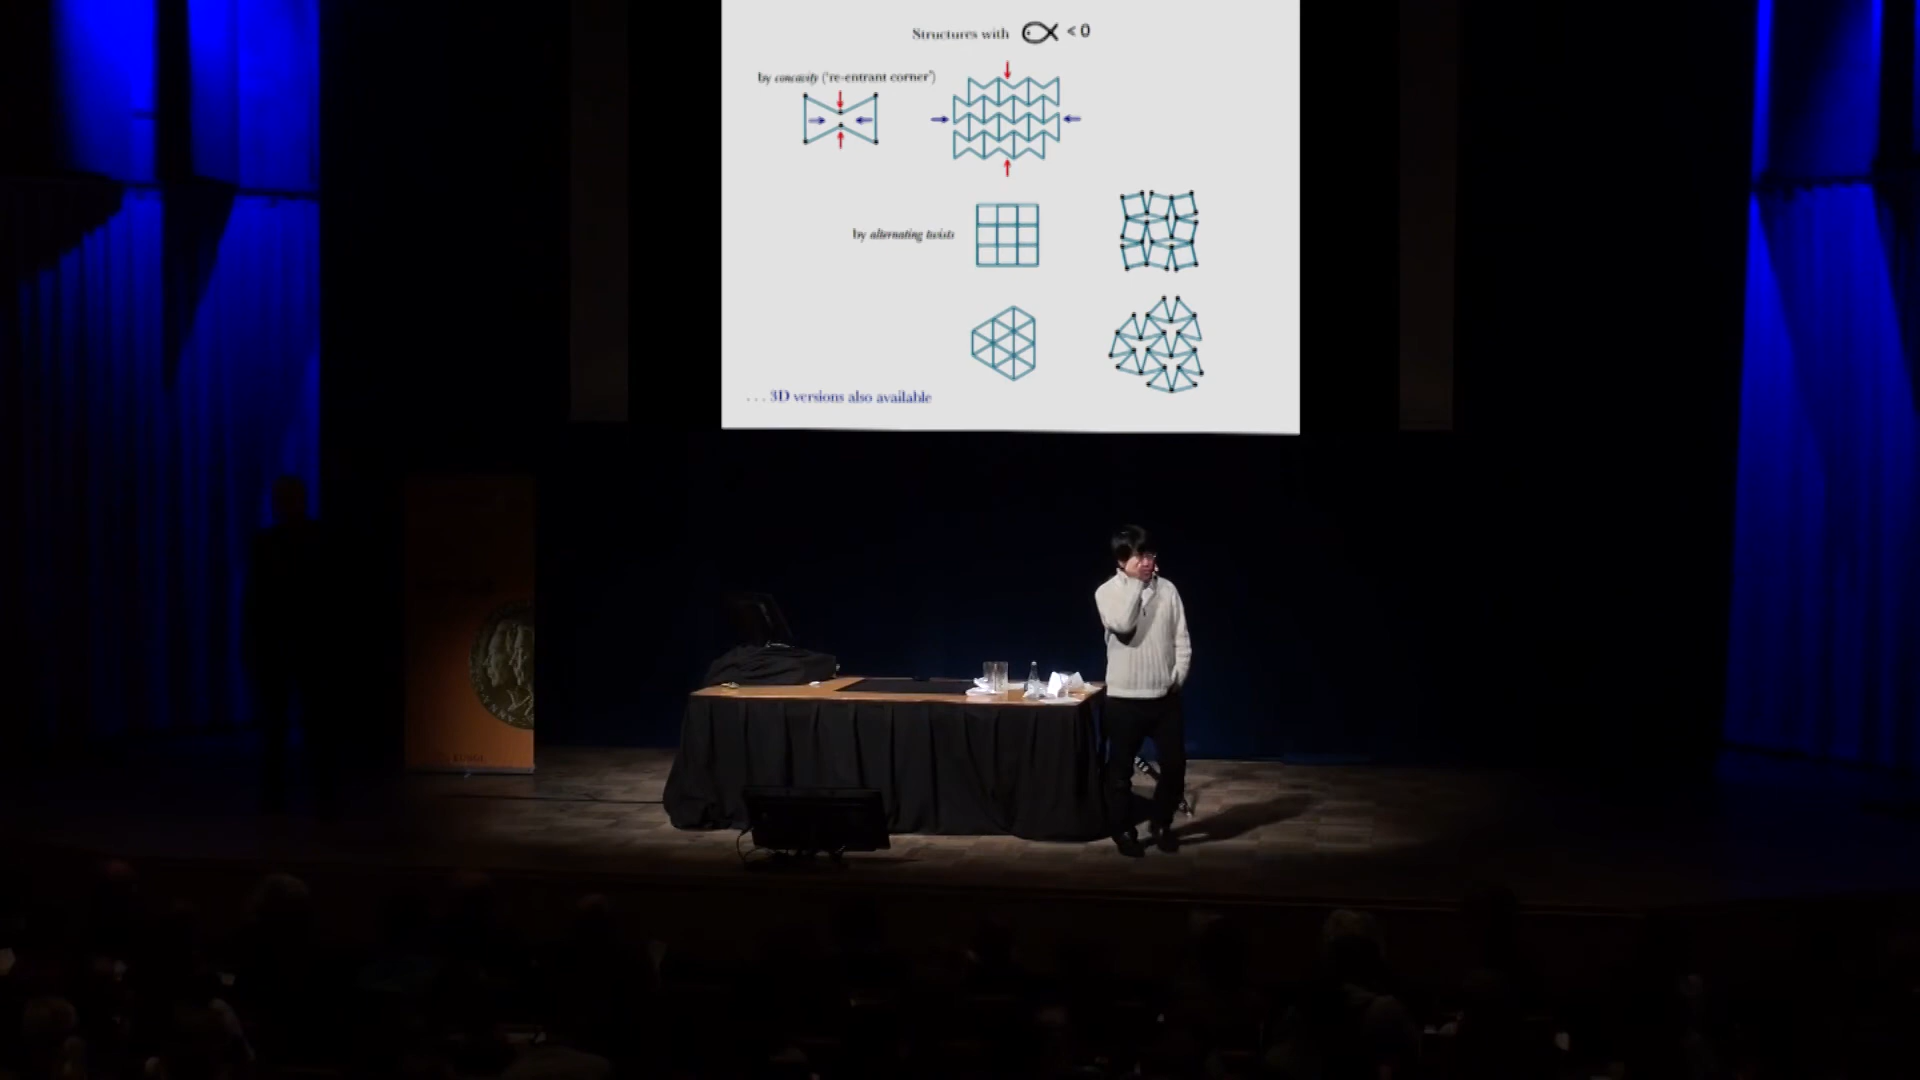 Structures with < 0
by concavity ('re-entrant corner')
by alternating twists
. . . 3D versions also available